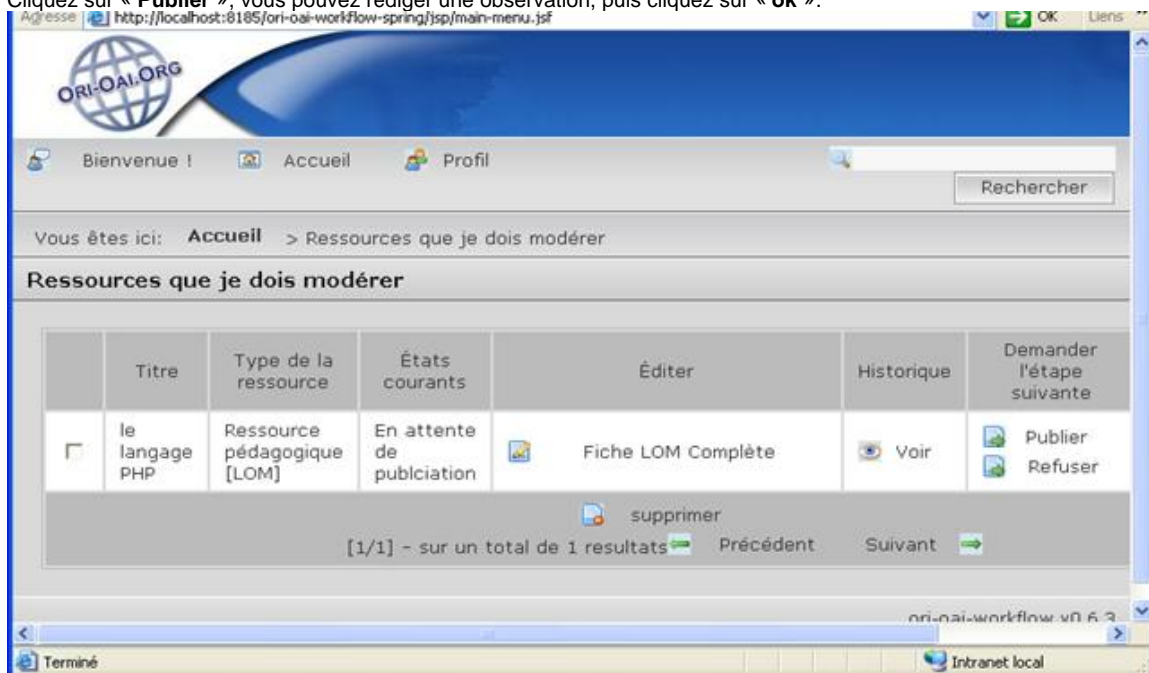 Cliquez sur « Publier », vous pouvez rédiger une observation, puis cliquez sur « ok ».
Adresse http://localhost:8185/ori-oai-workflow-spring/jsp/main-menu.jsf OK Liens
ORI-OAI.ORG
Bienvenue ! Accueil Profil
Rechercher
Vous êtes ici: Accueil > Ressources que je dois modérer
Ressources que je dois modérer
Titre
Type de la
ressource
États
courants
Éditer
Historique
Demander
l'étape
suivante
le
langage
PHP
Ressource
pédagogique
[LOM]
En attente
de
publciation
Fiche LOM Complète
Voir
Publier
Refuser
supprimer
[1/1] - sur un total de 1 resultats Précédent Suivant
ori-oai-workflow v0.6.3
Terminé Intranet local